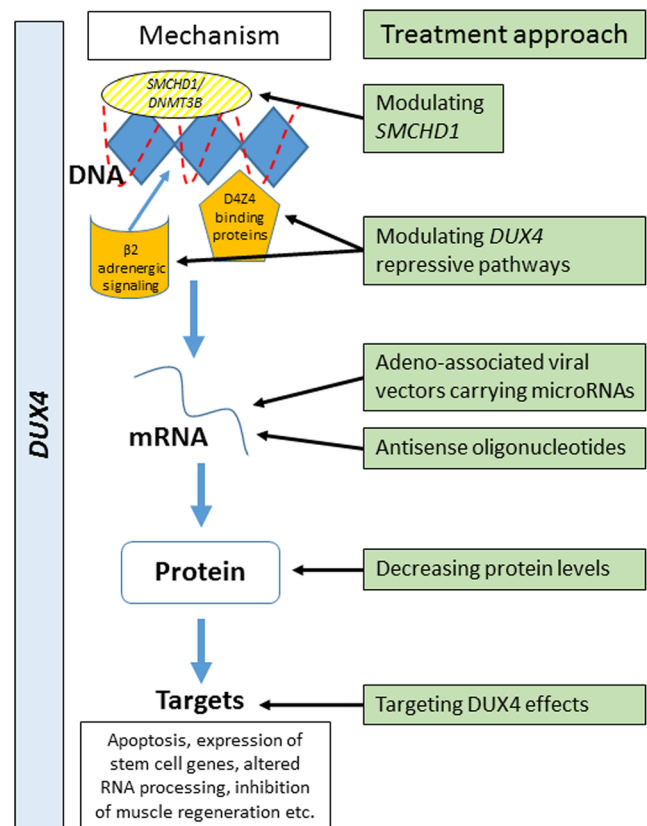 Mechanism
Treatment approach
SMCHD1/
DNMT3B
Modulating
SMCHD1
DNA
D4Z4
binding
proteins
β2
adrenergic
signaling
Modulating DUX4
repressive pathways
DUX4
Adeno-associated viral
vectors carrying microRNAs
mRNA
Antisense oligonucleotides
Protein
Decreasing protein levels
Targets
Targeting DUX4 effects
Apoptosis, expression of
stem cell genes, altered
RNA processing, inhibition
of muscle regeneration etc.